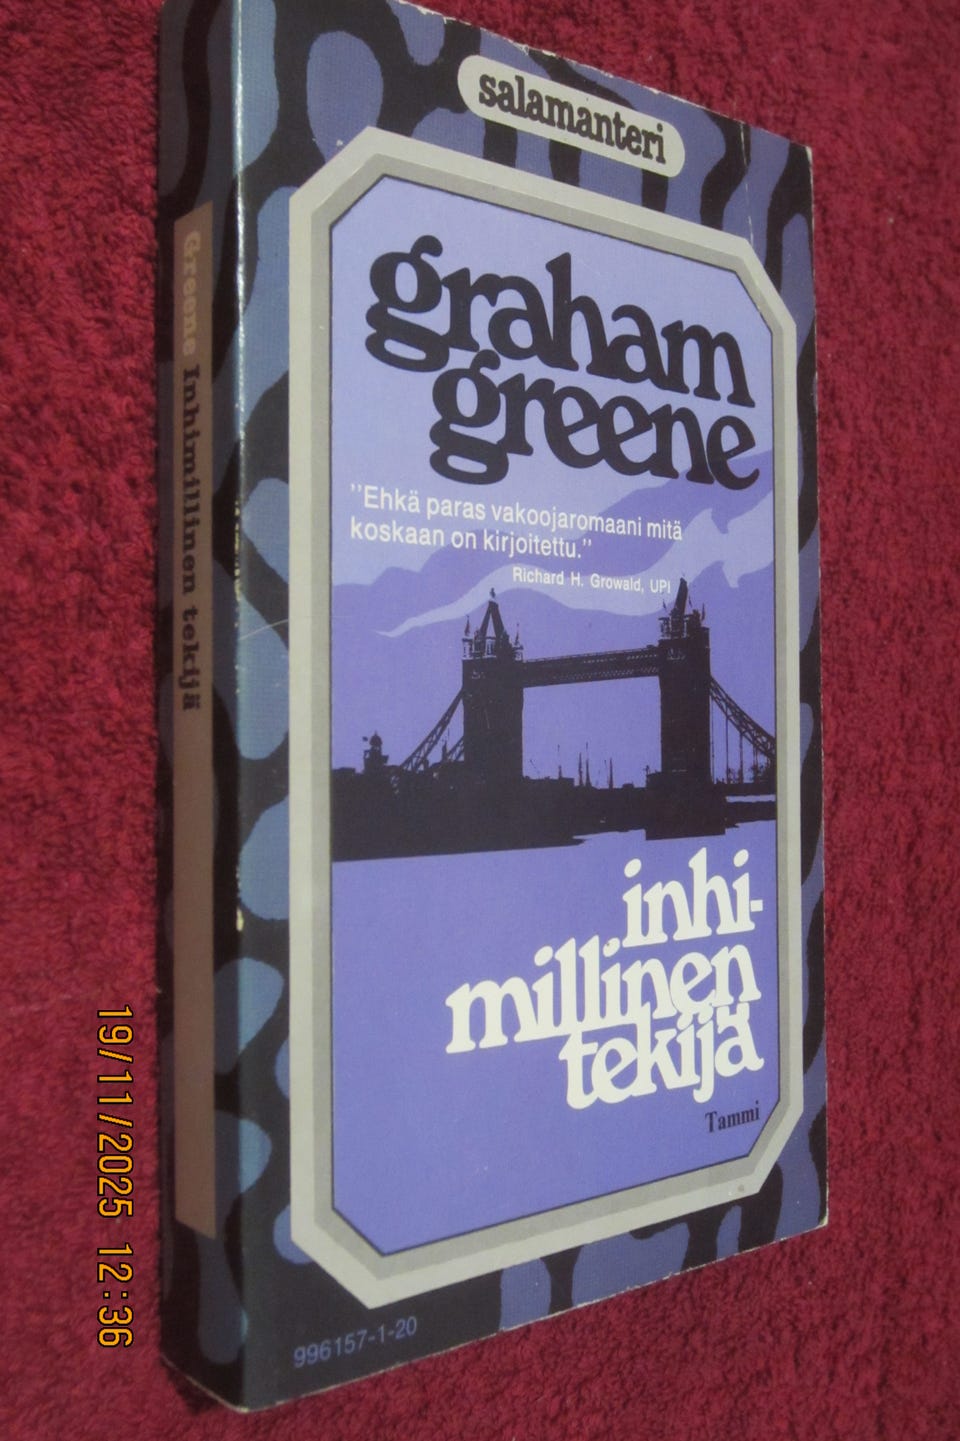 salamanteri
graham
greene
"Ehkä paras vakoojaromaani mitä
koskaan on kirjoitettu."
Richard H. Growald, UPI
inhi-
millinen
tekijä
Tammi
996157-1-20
Greene Inhimillinen tekijä
19/11/2025 12:36